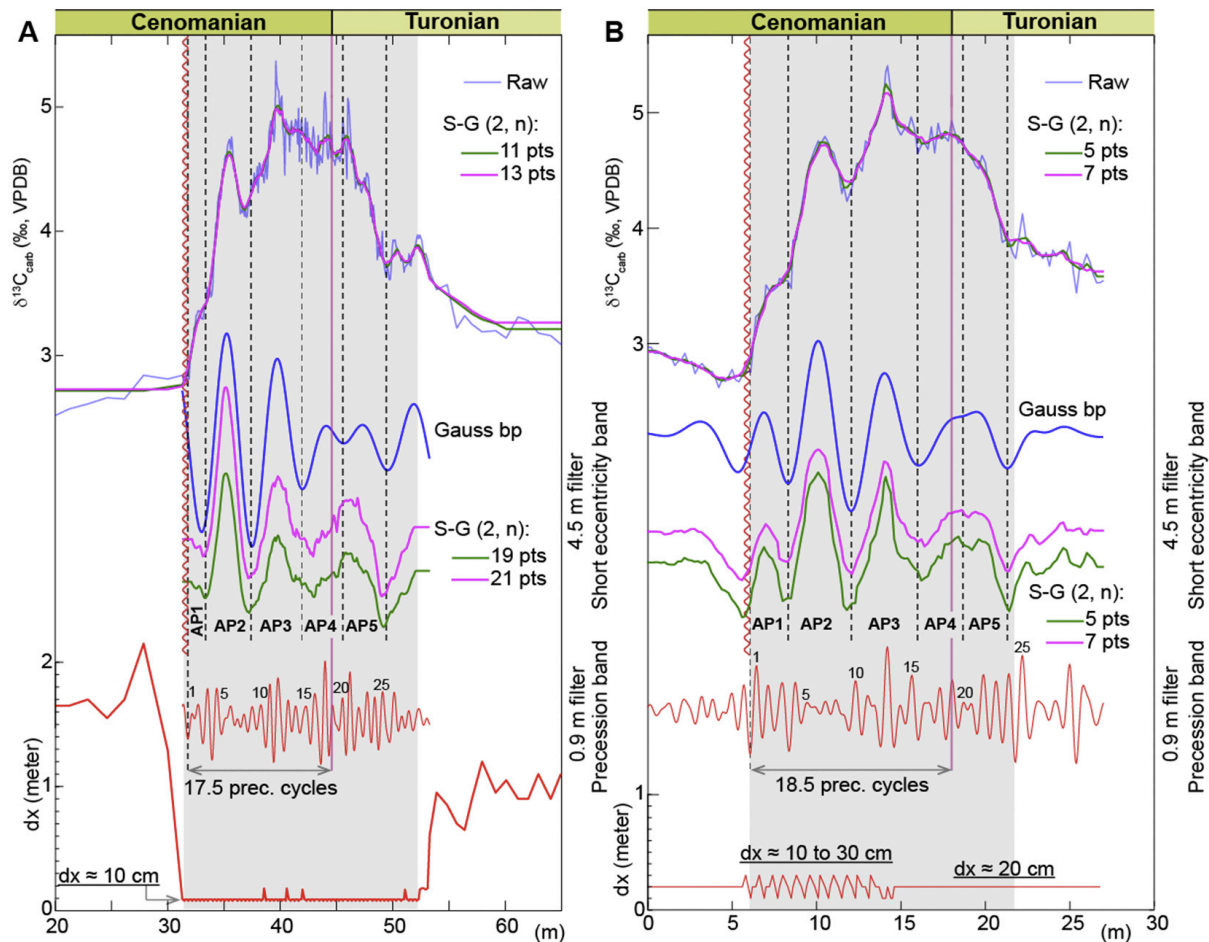 A
Cenomanian
Turonian
Raw
S-G (2, n):
11 pts
13 pts
5
4
3
δ¹³C_carb (‰, VPDB)
Gauss bp
S-G (2, n):
19 pts
21 pts
4.5 m filter
Short eccentricity band
AP1
AP2
AP3
AP4
AP5
2
1
0
dx (meter)
1
5
10
15
20
25
0.9 m filter
Precession band
17.5 prec. cycles
dx ≈ 10 cm
20
30
40
50
60
(m)
B
Cenomanian
Turonian
Raw
S-G (2, n):
5 pts
7 pts
5
4
3
δ¹³C_carb (‰, VPDB)
Gauss bp
4.5 m filter
Short eccentricity band
S-G (2, n):
5 pts
7 pts
AP1
AP2
AP3
AP4
AP5
1
5
10
15
20
25
0.9 m filter
Precession band
18.5 prec. cycles
1
0
dx (meter)
dx ≈ 10 to 30 cm
dx ≈ 20 cm
0
5
10
15
20
25
30
(m)